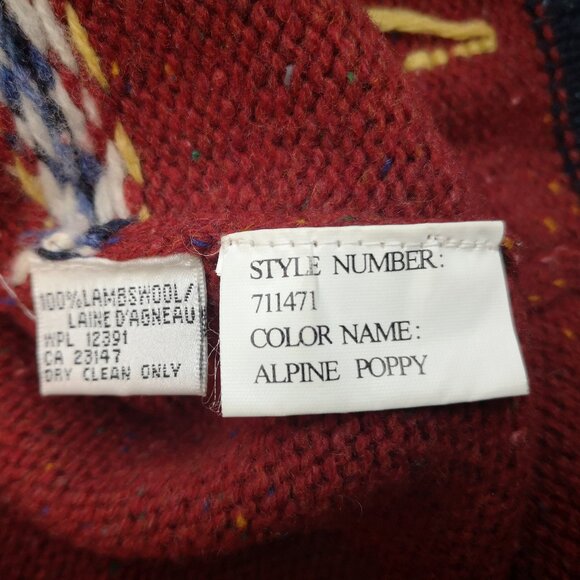 100%LAMBSWOOL/
LAINE D'AGNEAU
WPL 12391
CA 23147
DRY CLEAN ONLY
STYLE NUMBER:
711471
COLOR NAME:
ALPINE POPPY